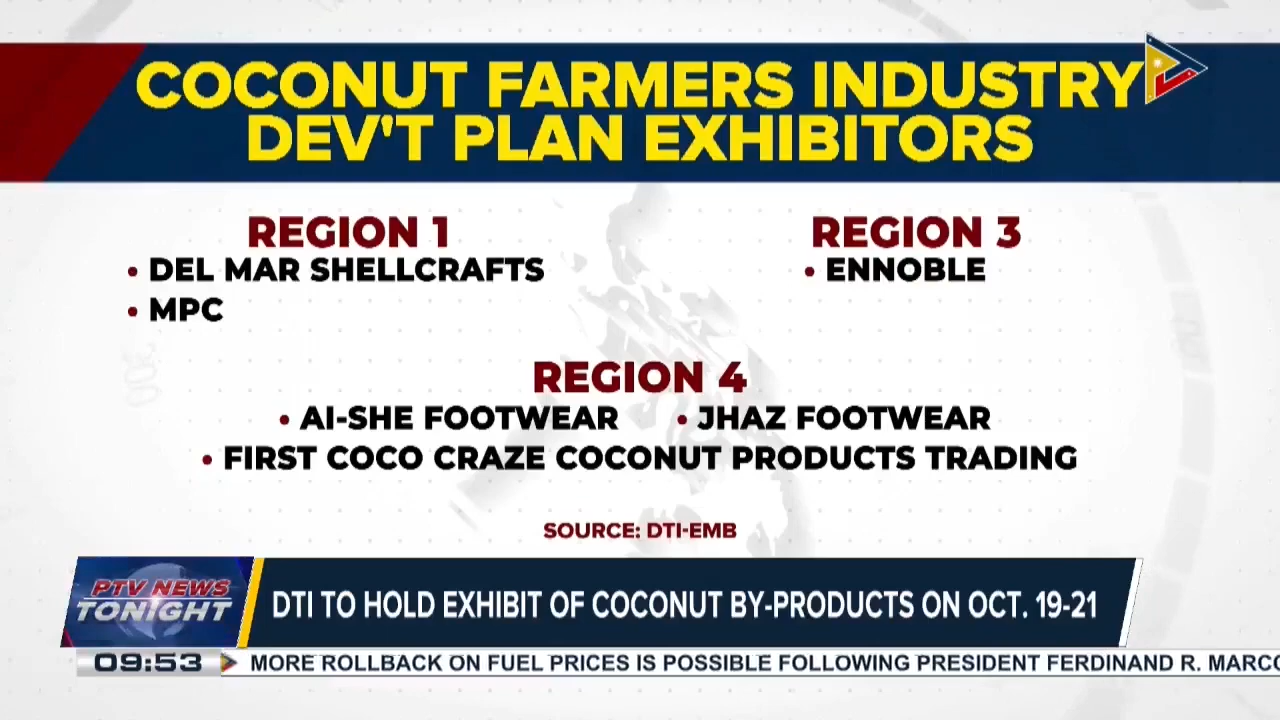 COCONUT FARMERS INDUSTRY
DEV'T PLAN EXHIBITORS
REGION 1
• DEL MAR SHELLCRAFTS
• MPC
REGION 3
• ENNOBLE
REGION 4
• AI-SHE FOOTWEAR • JHAZ FOOTWEAR
• FIRST COCO CRAZE COCONUT PRODUCTS TRADING
SOURCE: DTI-EMB
PTV NEWS
TONIGHT
DTI TO HOLD EXHIBIT OF COCONUT BY-PRODUCTS ON OCT. 19-21
09:53
MORE ROLLBACK ON FUEL PRICES IS POSSIBLE FOLLOWING PRESIDENT FERDINAND R. MARCO